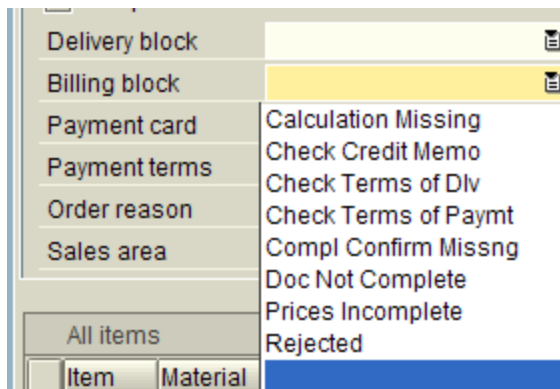 Delivery block
Billing block
Payment card
Payment terms
Order reason
Sales area
Calculation Missing
Check Credit Memo
Check Terms of Dlv
Check Terms of Paymt
Compl Confirm Missng
Doc Not Complete
Prices Incomplete
Rejected
All items
Item Material